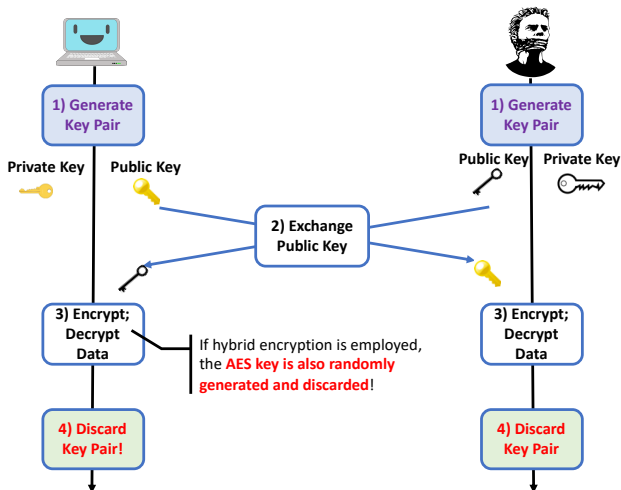 1) Generate
Key Pair
1) Generate
Key Pair
Private Key
Public Key
Public Key
Private Key
2) Exchange
Public Key
3) Encrypt;
Decrypt
Data
If hybrid encryption is employed,
the AES key is also randomly
generated and discarded!
3) Encrypt;
Decrypt
Data
4) Discard
Key Pair!
4) Discard
Key Pair